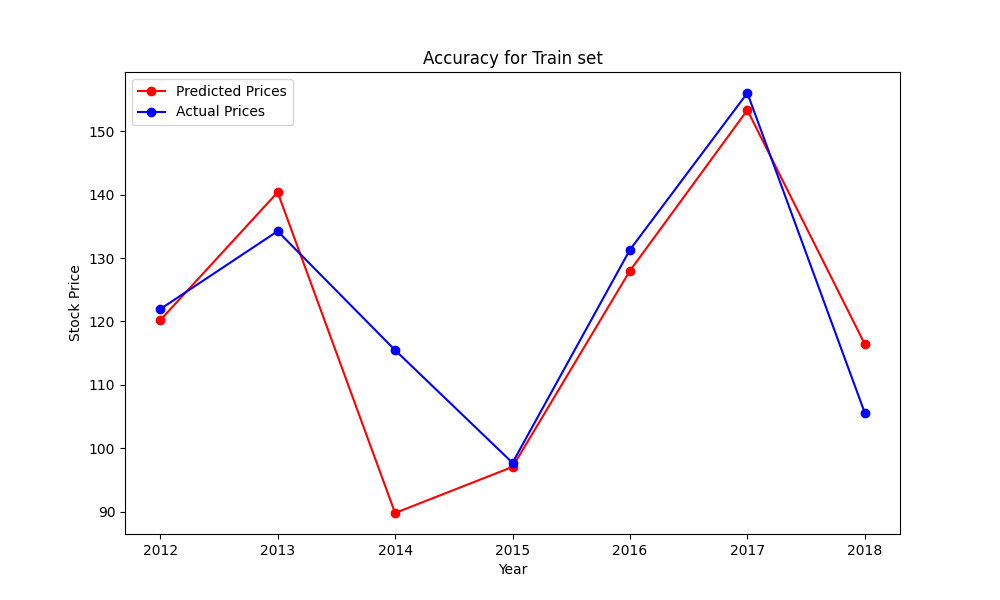 Accuracy for Train set
Predicted Prices
Actual Prices
150
140
130
120
110
100
90
Stock Price
2012 2013 2014 2015 2016 2017 2018
Year